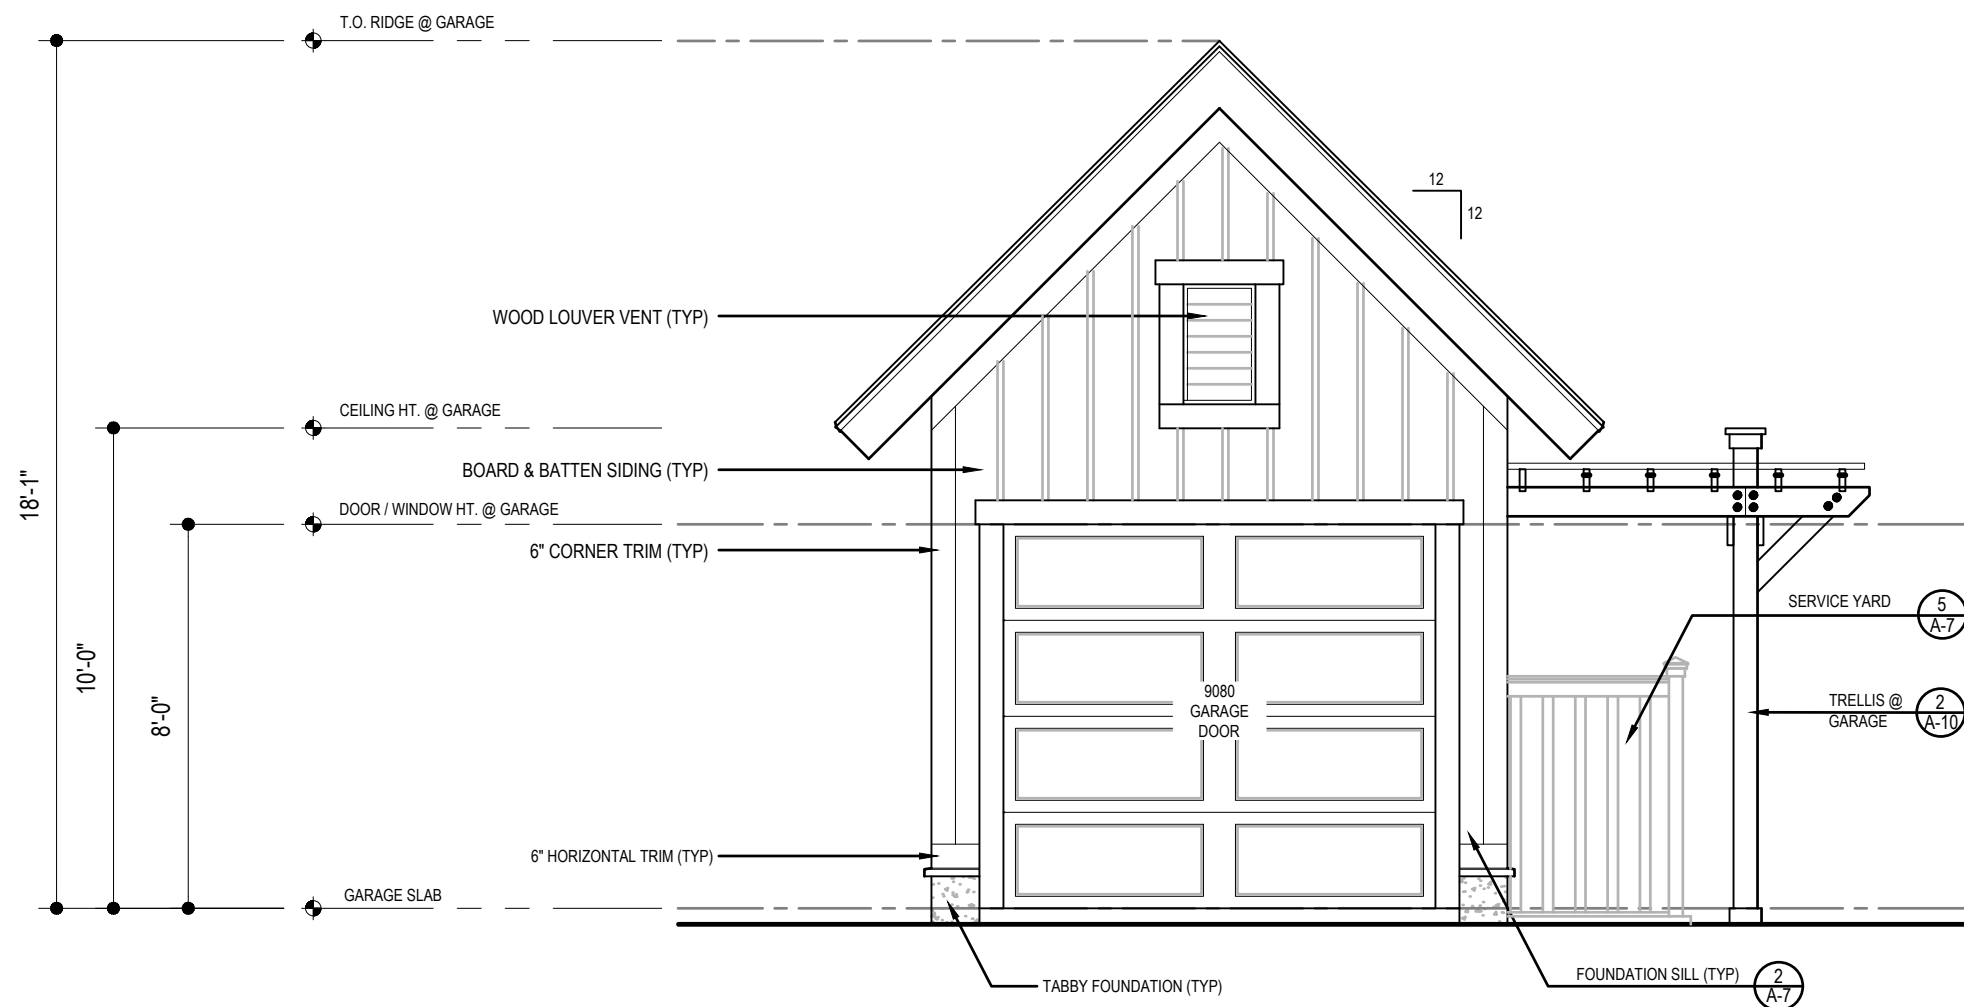 T.O. RIDGE @ GARAGE
12
12
WOOD LOUVER VENT (TYP)
CEILING HT. @ GARAGE
BOARD & BATTEN SIDING (TYP)
18'-1"
DOOR / WINDOW HT. @ GARAGE
6" CORNER TRIM (TYP)
SERVICE YARD
5
A-7
10'-0"
8'-0"
9080
GARAGE
DOOR
TRELLIS @
GARAGE
2
A-10
6" HORIZONTAL TRIM (TYP)
GARAGE SLAB
TABBY FOUNDATION (TYP)
FOUNDATION SILL (TYP)
2
A-7